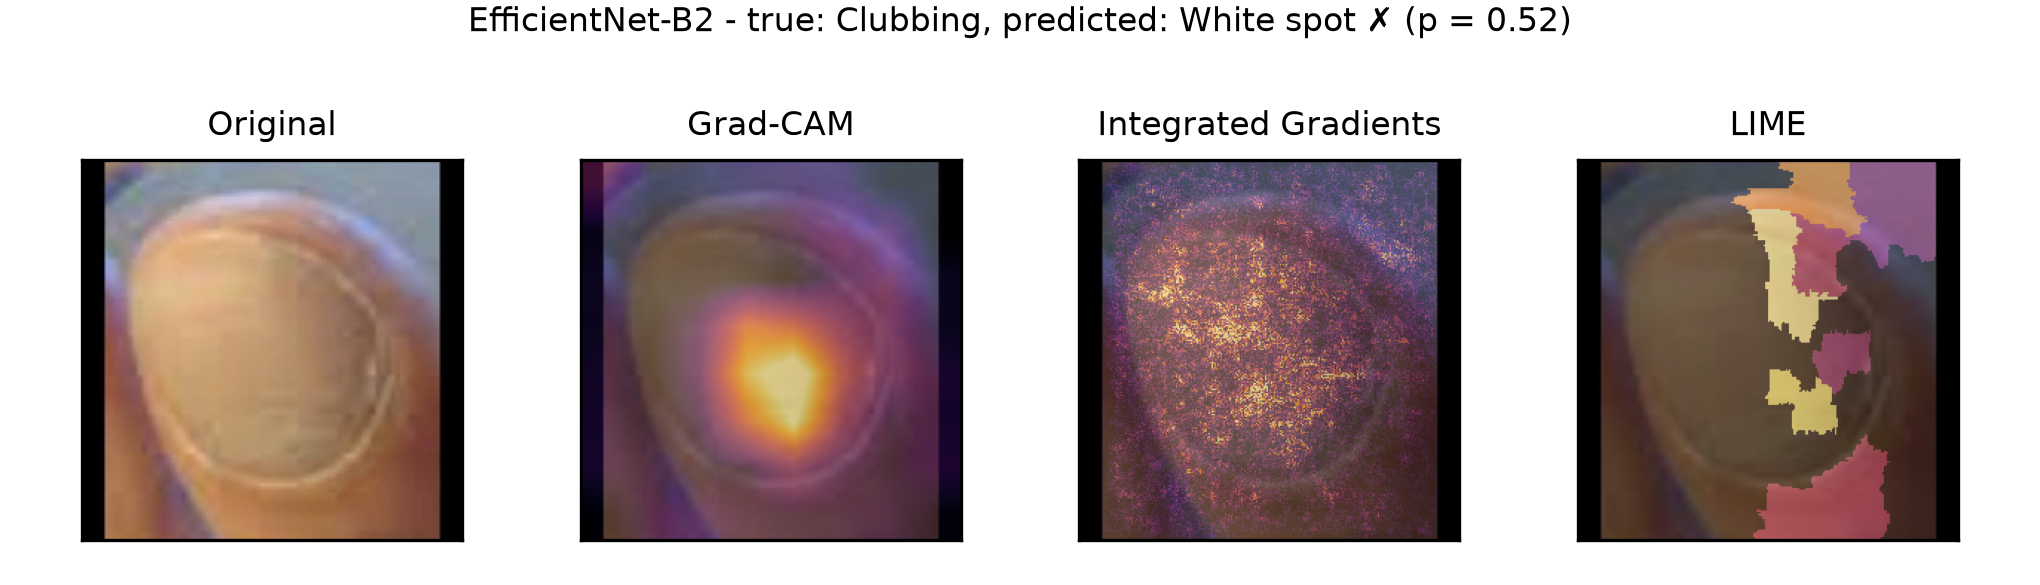 EfficientNet-B2 - true: Clubbing, predicted: White spot ✗ (p = 0.52)
Original
Grad-CAM
Integrated Gradients
LIME